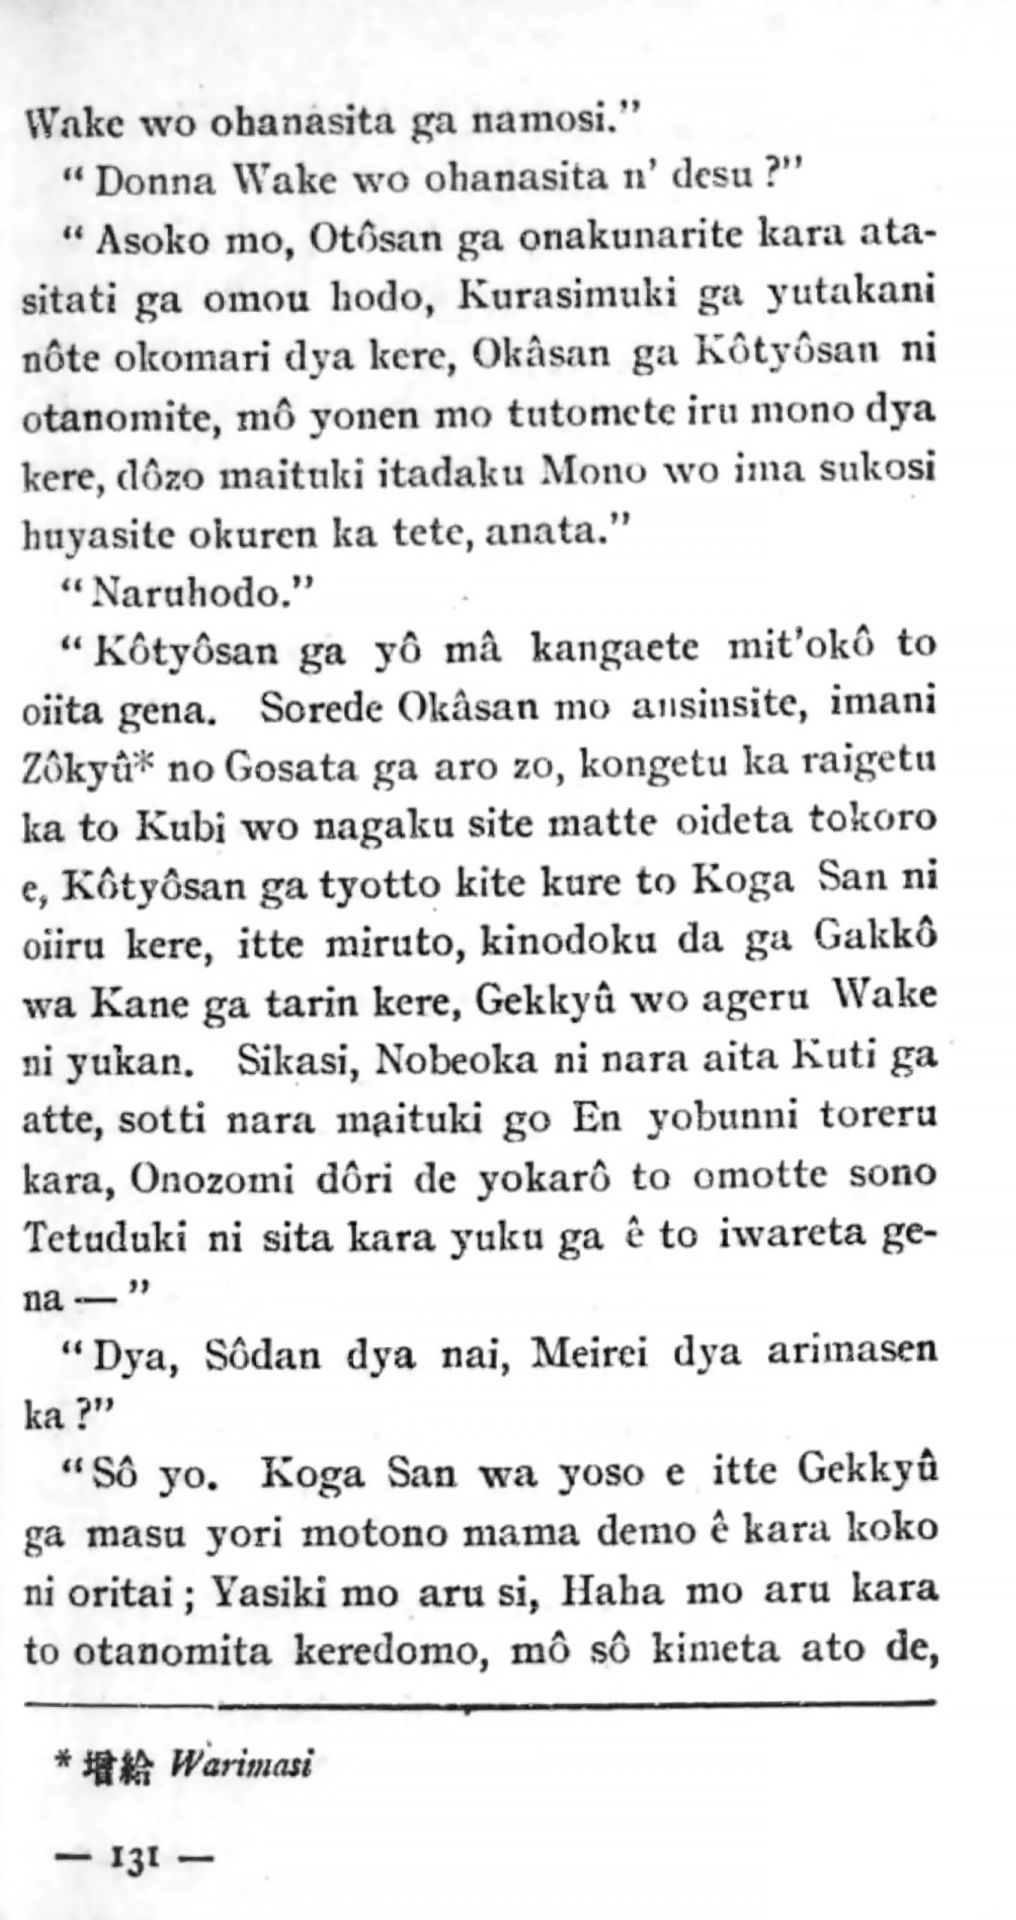 Wake wo ohanasita ga namosi.”
“ Donna Wake wo ohanasita n’ desu ?”
“ Asoko mo, Otôsan ga onakunarite kara ata-
sitati ga omou hodo, Kurasimuki ga yutakani
nôte okomari dya kere, Okâsan ga Kôtyôsan ni
otanomite, mô yonen mo tutomete iru mono dya
kere, dôzo maituki itadaku Mono wo ima sukosi
huyasite okuren ka tete, anata.”
“ Naruhodo.”
“ Kôtyôsan ga yô mâ kangaete mit’okô to
oiita gena. Sorede Okâsan mo ansinsite, imani
Zôkyû* no Gosata ga aro zo, kongetu ka raigetu
ka to Kubi wo nagaku site matte oideta tokoro
e, Kôtyôsan ga tyotto kite kure to Koga San ni
oiiru kere, itte miruto, kinodoku da ga Gakkô
wa Kane ga tarin kere, Gekkyû wo ageru Wake
ni yukan. Sikasi, Nobeoka ni nara aita Kuti ga
atte, sotti nara maituki go En yobunni toreru
kara, Onozomi dôri de yokarô to omotte sono
Tetuduki ni sita kara yuku ga ê to iwareta ge-
na — ”
“ Dya, Sôdan dya nai, Meirei dya arimasen
ka ?”
“ Sô yo. Koga San wa yoso e itte Gekkyû
ga masu yori motono mama demo ê kara koko
ni oritai ; Yasiki mo aru si, Haha mo aru kara
to otanomita keredomo, mô sô kimeta ato de,
* 増給 Warimasi
— 131 —